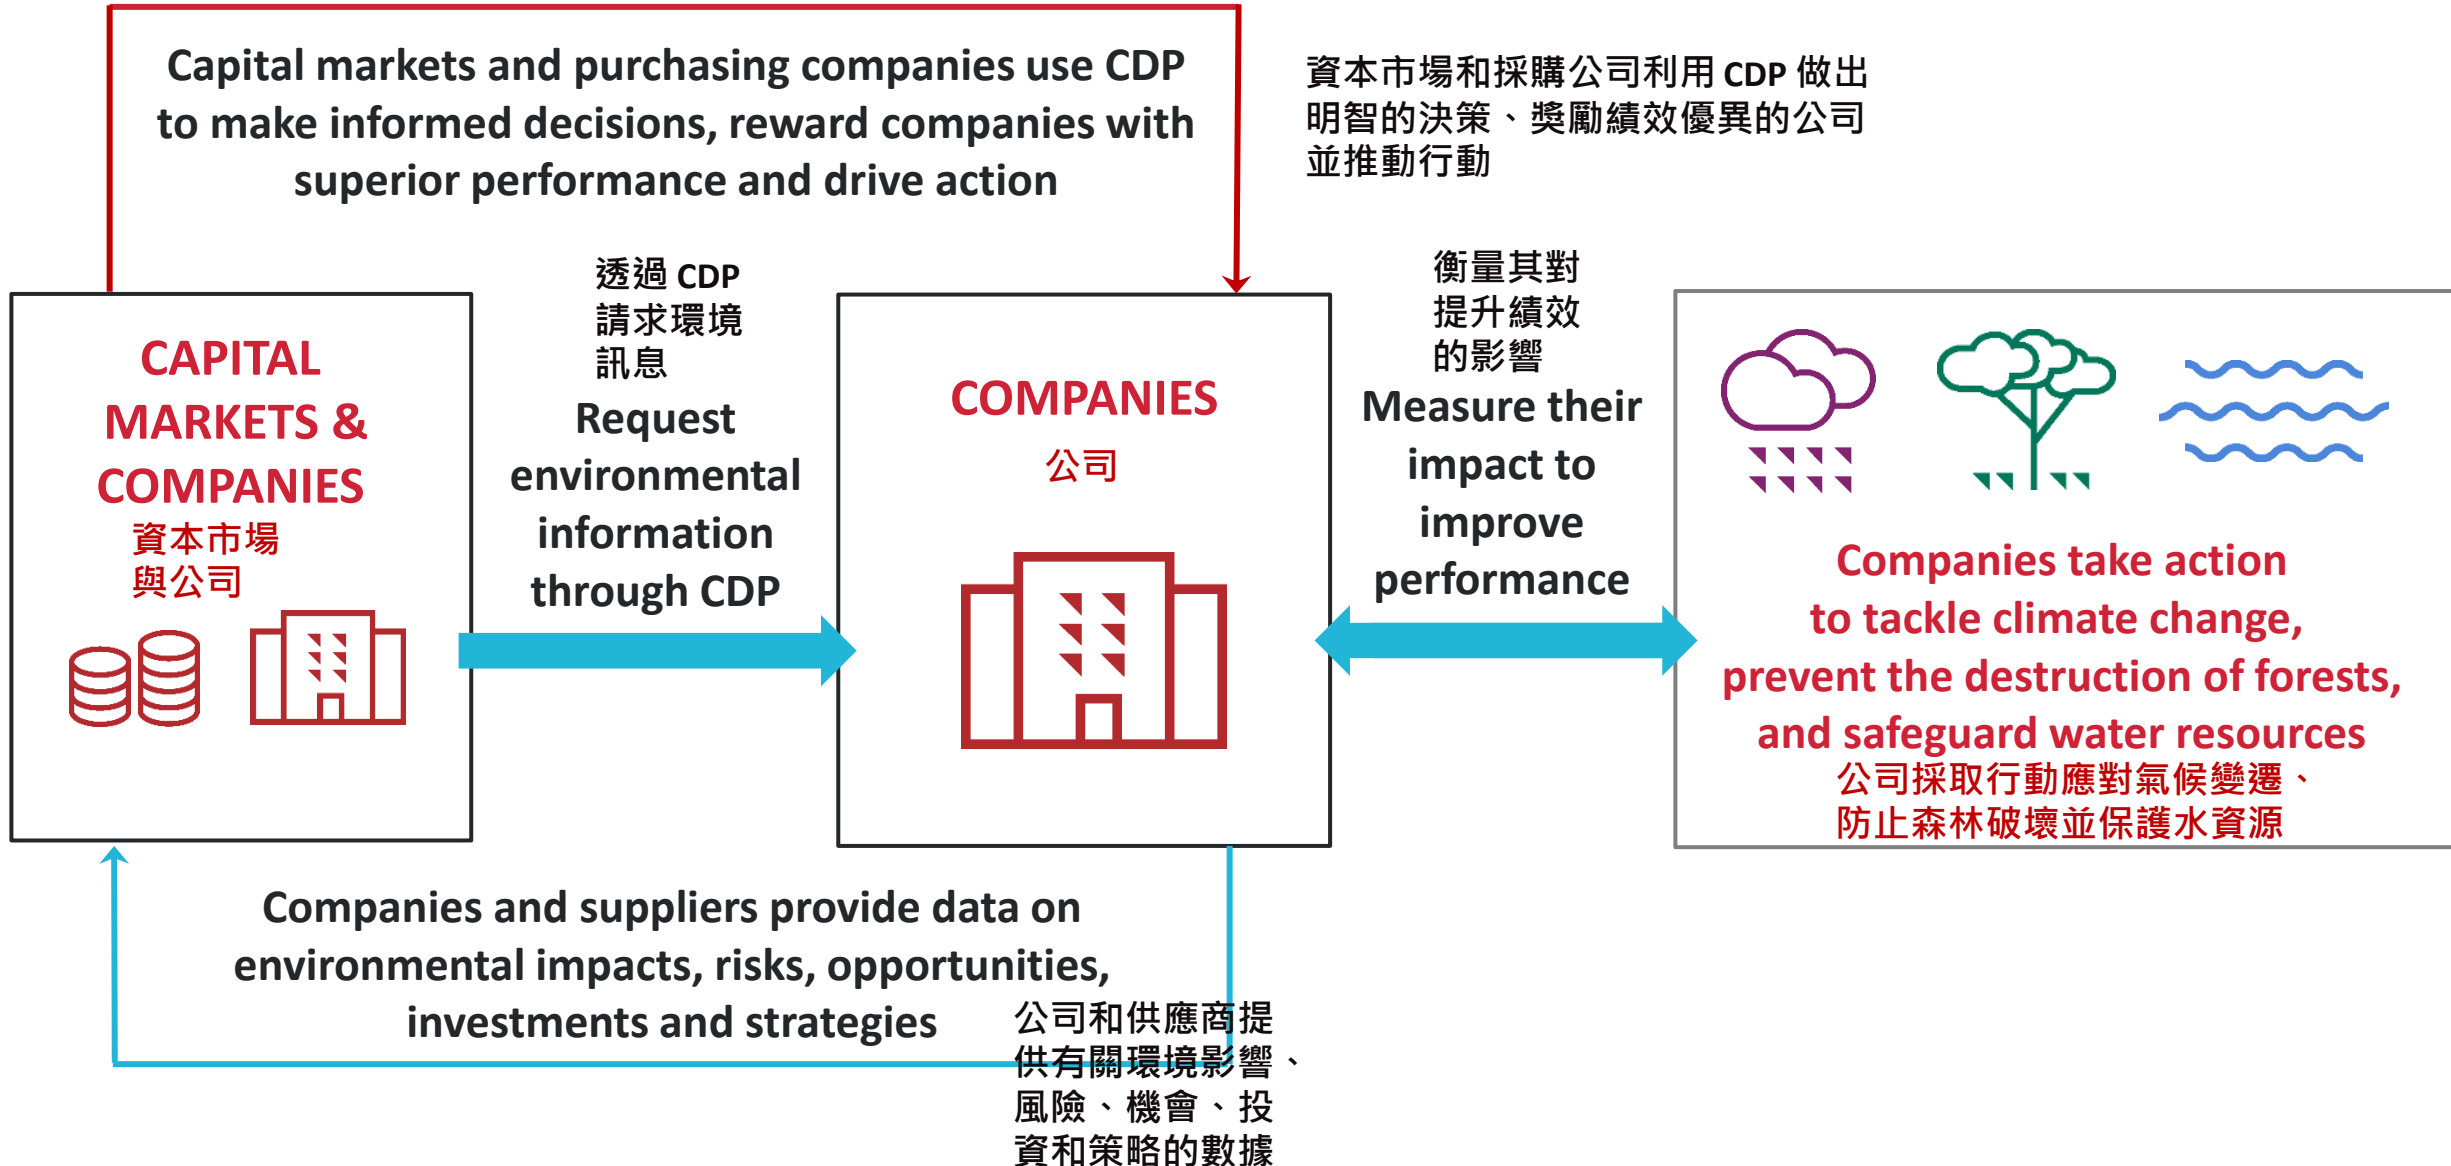 Capital markets and purchasing companies use CDP
to make informed decisions, reward companies with
superior performance and drive action
資本市場和採購公司利用 CDP 做出
明智的決策、獎勵績效優異的公司
並推動行動
CAPITAL
MARKETS &
COMPANIES
資本市場
與公司
透過 CDP
請求環境
訊息
Request
environmental
information
through CDP
COMPANIES
公司
衡量其對
提升績效
的影響
Measure their
impact to
improve
performance
Companies take action
to tackle climate change,
prevent the destruction of forests,
and safeguard water resources
公司採取行動應對氣候變遷、
防止森林破壞並保護水資源
Companies and suppliers provide data on
environmental impacts, risks, opportunities,
investments and strategies
公司和供應商提
供有關環境影響、
風險、機會、投
資和策略的數據